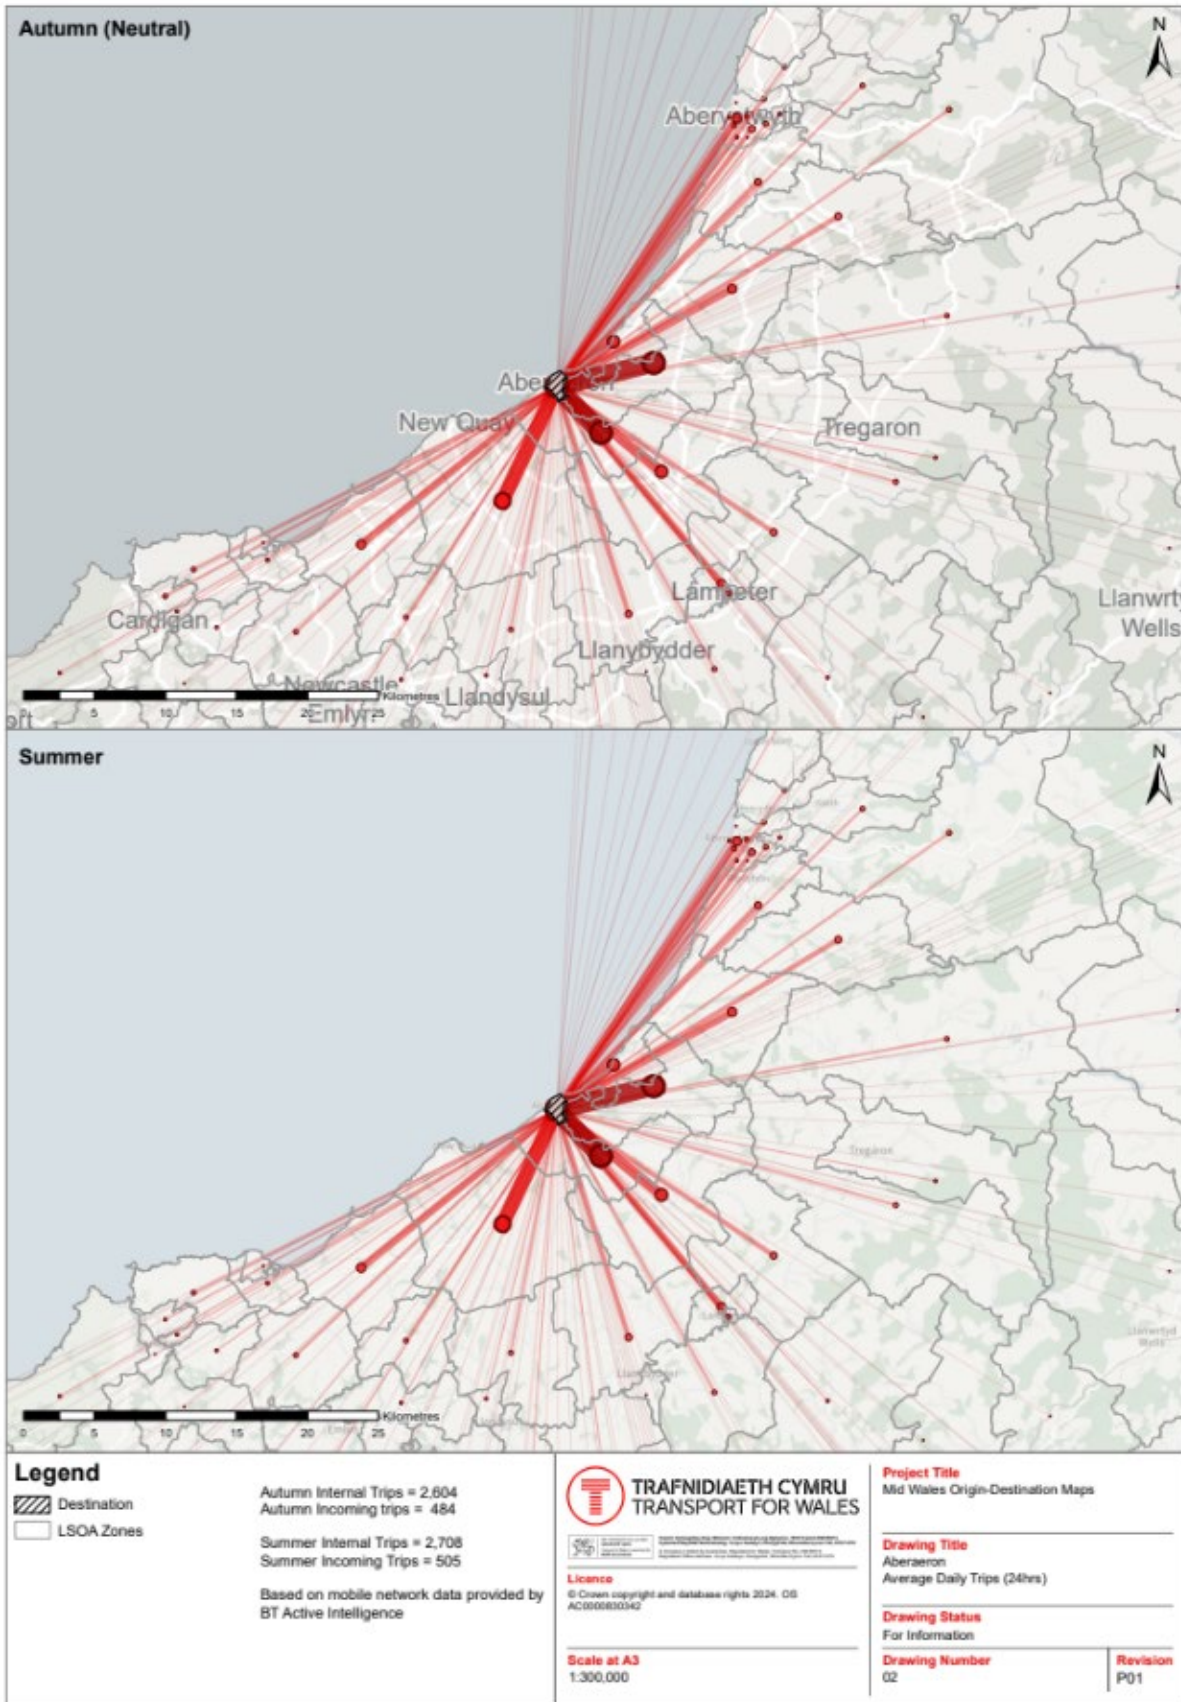 Autumn (Neutral)
N
Aberystwyth
New Quay
Tregaron
Lampeter
Cardigan
Llanwrty
Wells
Llanybydder
Newcastle
Emlyn
Llandysul
Kilometres
0 5 10 15 20 25
Summer
N
Tregaron
Llanwrtyd
Wells
Kilometres
0 5 10 15 20 25
Legend
Destination
LSOA Zones
Autumn Internal Trips = 2,604
Autumn Incoming trips = 484
Summer Internal Trips = 2,708
Summer Incoming Trips = 505
Based on mobile network data provided by
BT Active Intelligence
TRAFNIDIAETH CYMRU
TRANSPORT FOR WALES
Licence
© Crown copyright and database rights 2024. OS
AC0000830342
Scale at A3
1:300,000
Project Title
Mid Wales Origin-Destination Maps
Drawing Title
Aberaeron
Average Daily Trips (24hrs)
Drawing Status
For Information
Drawing Number
02
Revision
P01